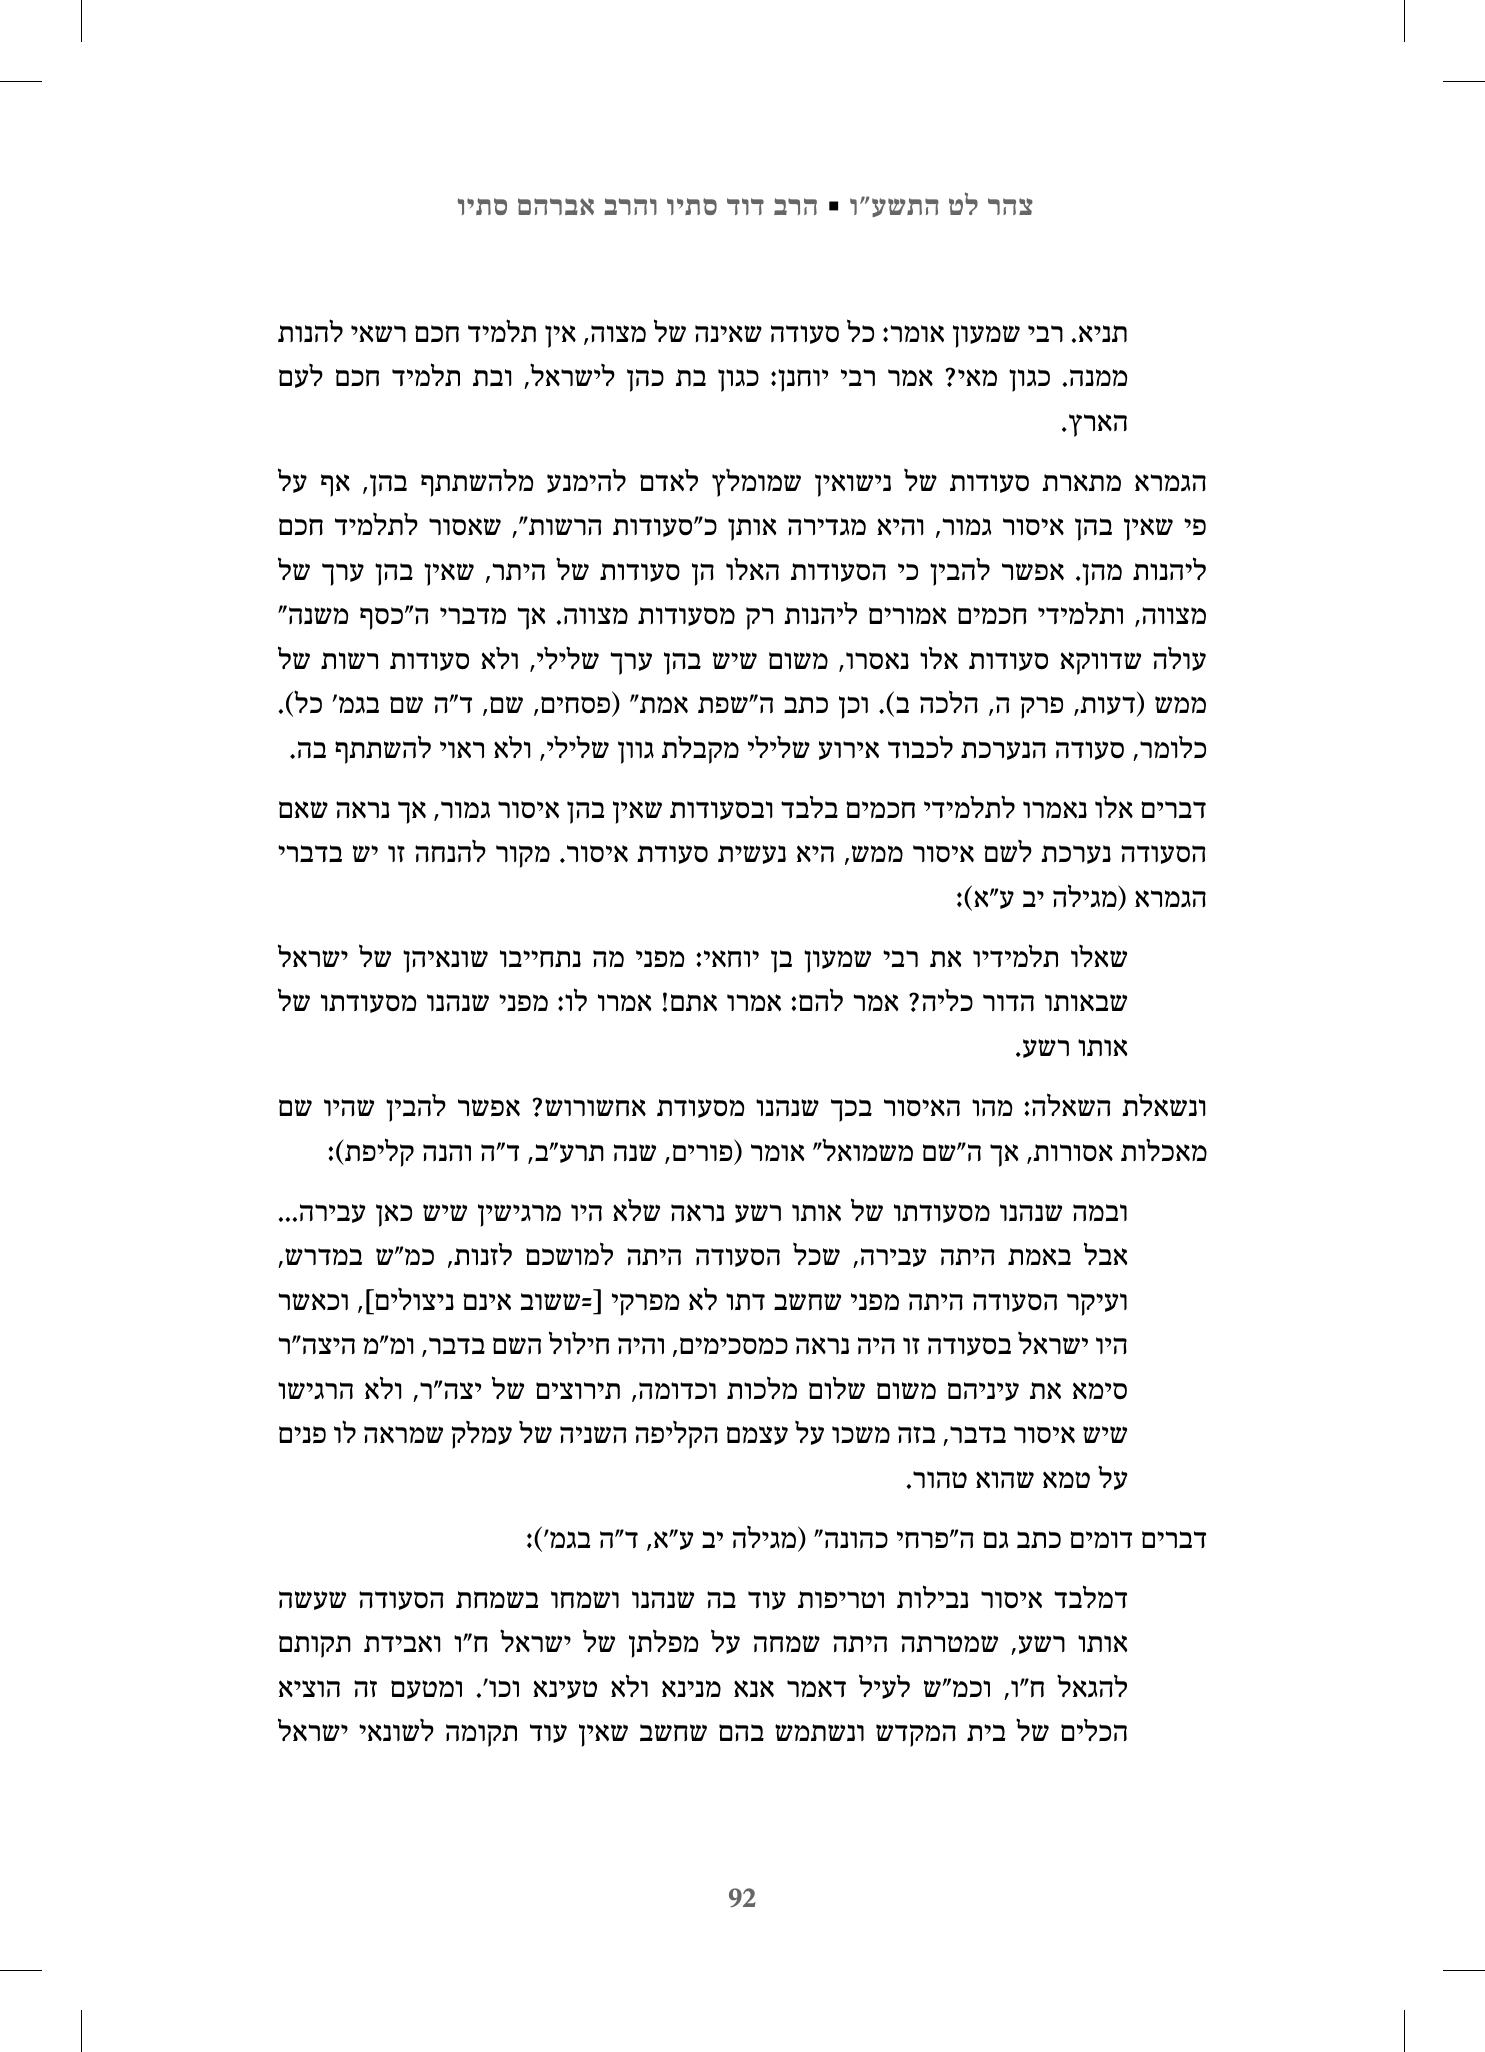 צהר לט התשע"ו ▪ הרב דוד סתיו והרב אברהם סתיו
תניא. רבי שמעון אומר: כל סעודה שאינה של מצוה, אין תלמיד חכם רשאי להנות
ממנה. כגון מאי? אמר רבי יוחנן: כגון בת כהן לישראל, ובת תלמיד חכם לעם
הארץ.
הגמרא מתארת סעודות של נישואין שמומלץ לאדם להימנע מלהשתתף בהן, אף על
פי שאין בהן איסור גמור, והיא מגדירה אותן כ"סעודות הרשות", שאסור לתלמיד חכם
ליהנות מהן. אפשר להבין כי הסעודות האלו הן סעודות של היתר, שאין בהן ערך של
מצווה, ותלמידי חכמים אמורים ליהנות רק מסעודות מצווה. אך מדברי ה"כסף משנה"
עולה שדווקא סעודות אלו נאסרו, משום שיש בהן ערך שלילי, ולא סעודות רשות של
ממש (דעות, פרק ה, הלכה ב). וכן כתב ה"שפת אמת" (פסחים, שם, ד"ה שם בגמ' כל).
כלומר, סעודה הנערכת לכבוד אירוע שלילי מקבלת גוון שלילי, ולא ראוי להשתתף בה.
דברים אלו נאמרו לתלמידי חכמים בלבד ובסעודות שאין בהן איסור גמור, אך נראה שאם
הסעודה נערכת לשם איסור ממש, היא נעשית סעודת איסור. מקור להנחה זו יש בדברי
הגמרא (מגילה יב ע"א):
שאלו תלמידיו את רבי שמעון בן יוחאי: מפני מה נתחייבו שונאיהן של ישראל
שבאותו הדור כליה? אמר להם: אמרו אתם! אמרו לו: מפני שנהנו מסעודתו של
אותו רשע.
ונשאלת השאלה: מהו האיסור בכך שנהנו מסעודת אחשורוש? אפשר להבין שהיו שם
מאכלות אסורות, אך ה"שם משמואל" אומר (פורים, שנה תרע"ב, ד"ה והנה קליפת):
ובמה שנהנו מסעודתו של אותו רשע נראה שלא היו מרגישין שיש כאן עבירה...
אבל באמת היתה עבירה, שכל הסעודה היתה למושכם לזנות, כמ"ש במדרש,
ועיקר הסעודה היתה מפני שחשב דתו לא מפרקי [=ששוב אינם ניצולים], וכאשר
היו ישראל בסעודה זו היה נראה כמסכימים, והיה חילול השם בדבר, ומ"מ היצה"ר
סימא את עיניהם משום שלום מלכות וכדומה, תירוצים של יצה"ר, ולא הרגישו
שיש איסור בדבר, בזה משכו על עצמם הקליפה השניה של עמלק שמראה לו פנים
על טמא שהוא טהור.
דברים דומים כתב גם ה"פרחי כהונה" (מגילה יב ע"א, ד"ה בגמ'):
דמלבד איסור נבילות וטריפות עוד בה שנהנו ושמחו בשמחת הסעודה שעשה
אותו רשע, שמטרתה היתה שמחה על מפלתן של ישראל ח"ו ואבידת תקותם
להגאל ח"ו, וכמ"ש לעיל דאמר אנא מנינא ולא טעינא וכו'. ומטעם זה הוציא
הכלים של בית המקדש ונשתמש בהם שחשב שאין עוד תקומה לשונאי ישראל
92